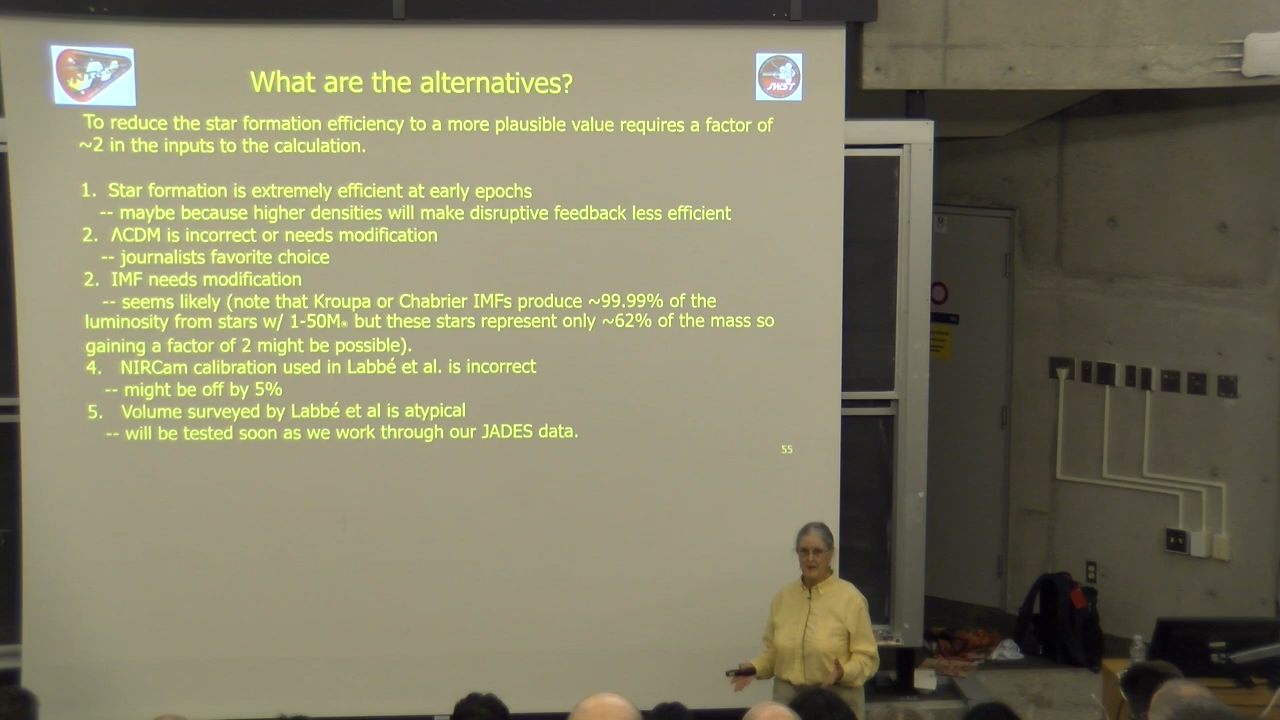 What are the alternatives?
JWST
To reduce the star formation efficiency to a more plausible value requires a factor of
~2 in the inputs to the calculation.
1. Star formation is extremely efficient at early epochs
-- maybe because higher densities will make disruptive feedback less efficient
2. ΛCDM is incorrect or needs modification
-- journalists favorite choice
2. IMF needs modification
-- seems likely (note that Kroupa or Chabrier IMFs produce ~99.99% of the
luminosity from stars w/ 1-50M☉ but these stars represent only ~62% of the mass so
gaining a factor of 2 might be possible).
4. NIRCam calibration used in Labbé et al. is incorrect
-- might be off by 5%
5. Volume surveyed by Labbé et al is atypical
-- will be tested soon as we work through our JADES data.
55